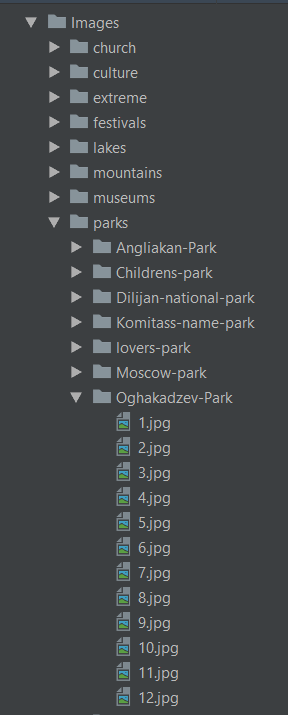 Images
church
culture
extreme
festivals
lakes
mountains
museums
parks
Angliakan-Park
Childrens-park
Dilijan-national-park
Komitass-name-park
lovers-park
Moscow-park
Oghakadzev-Park
1.jpg
2.jpg
3.jpg
4.jpg
5.jpg
6.jpg
7.jpg
8.jpg
9.jpg
10.jpg
11.jpg
12.jpg